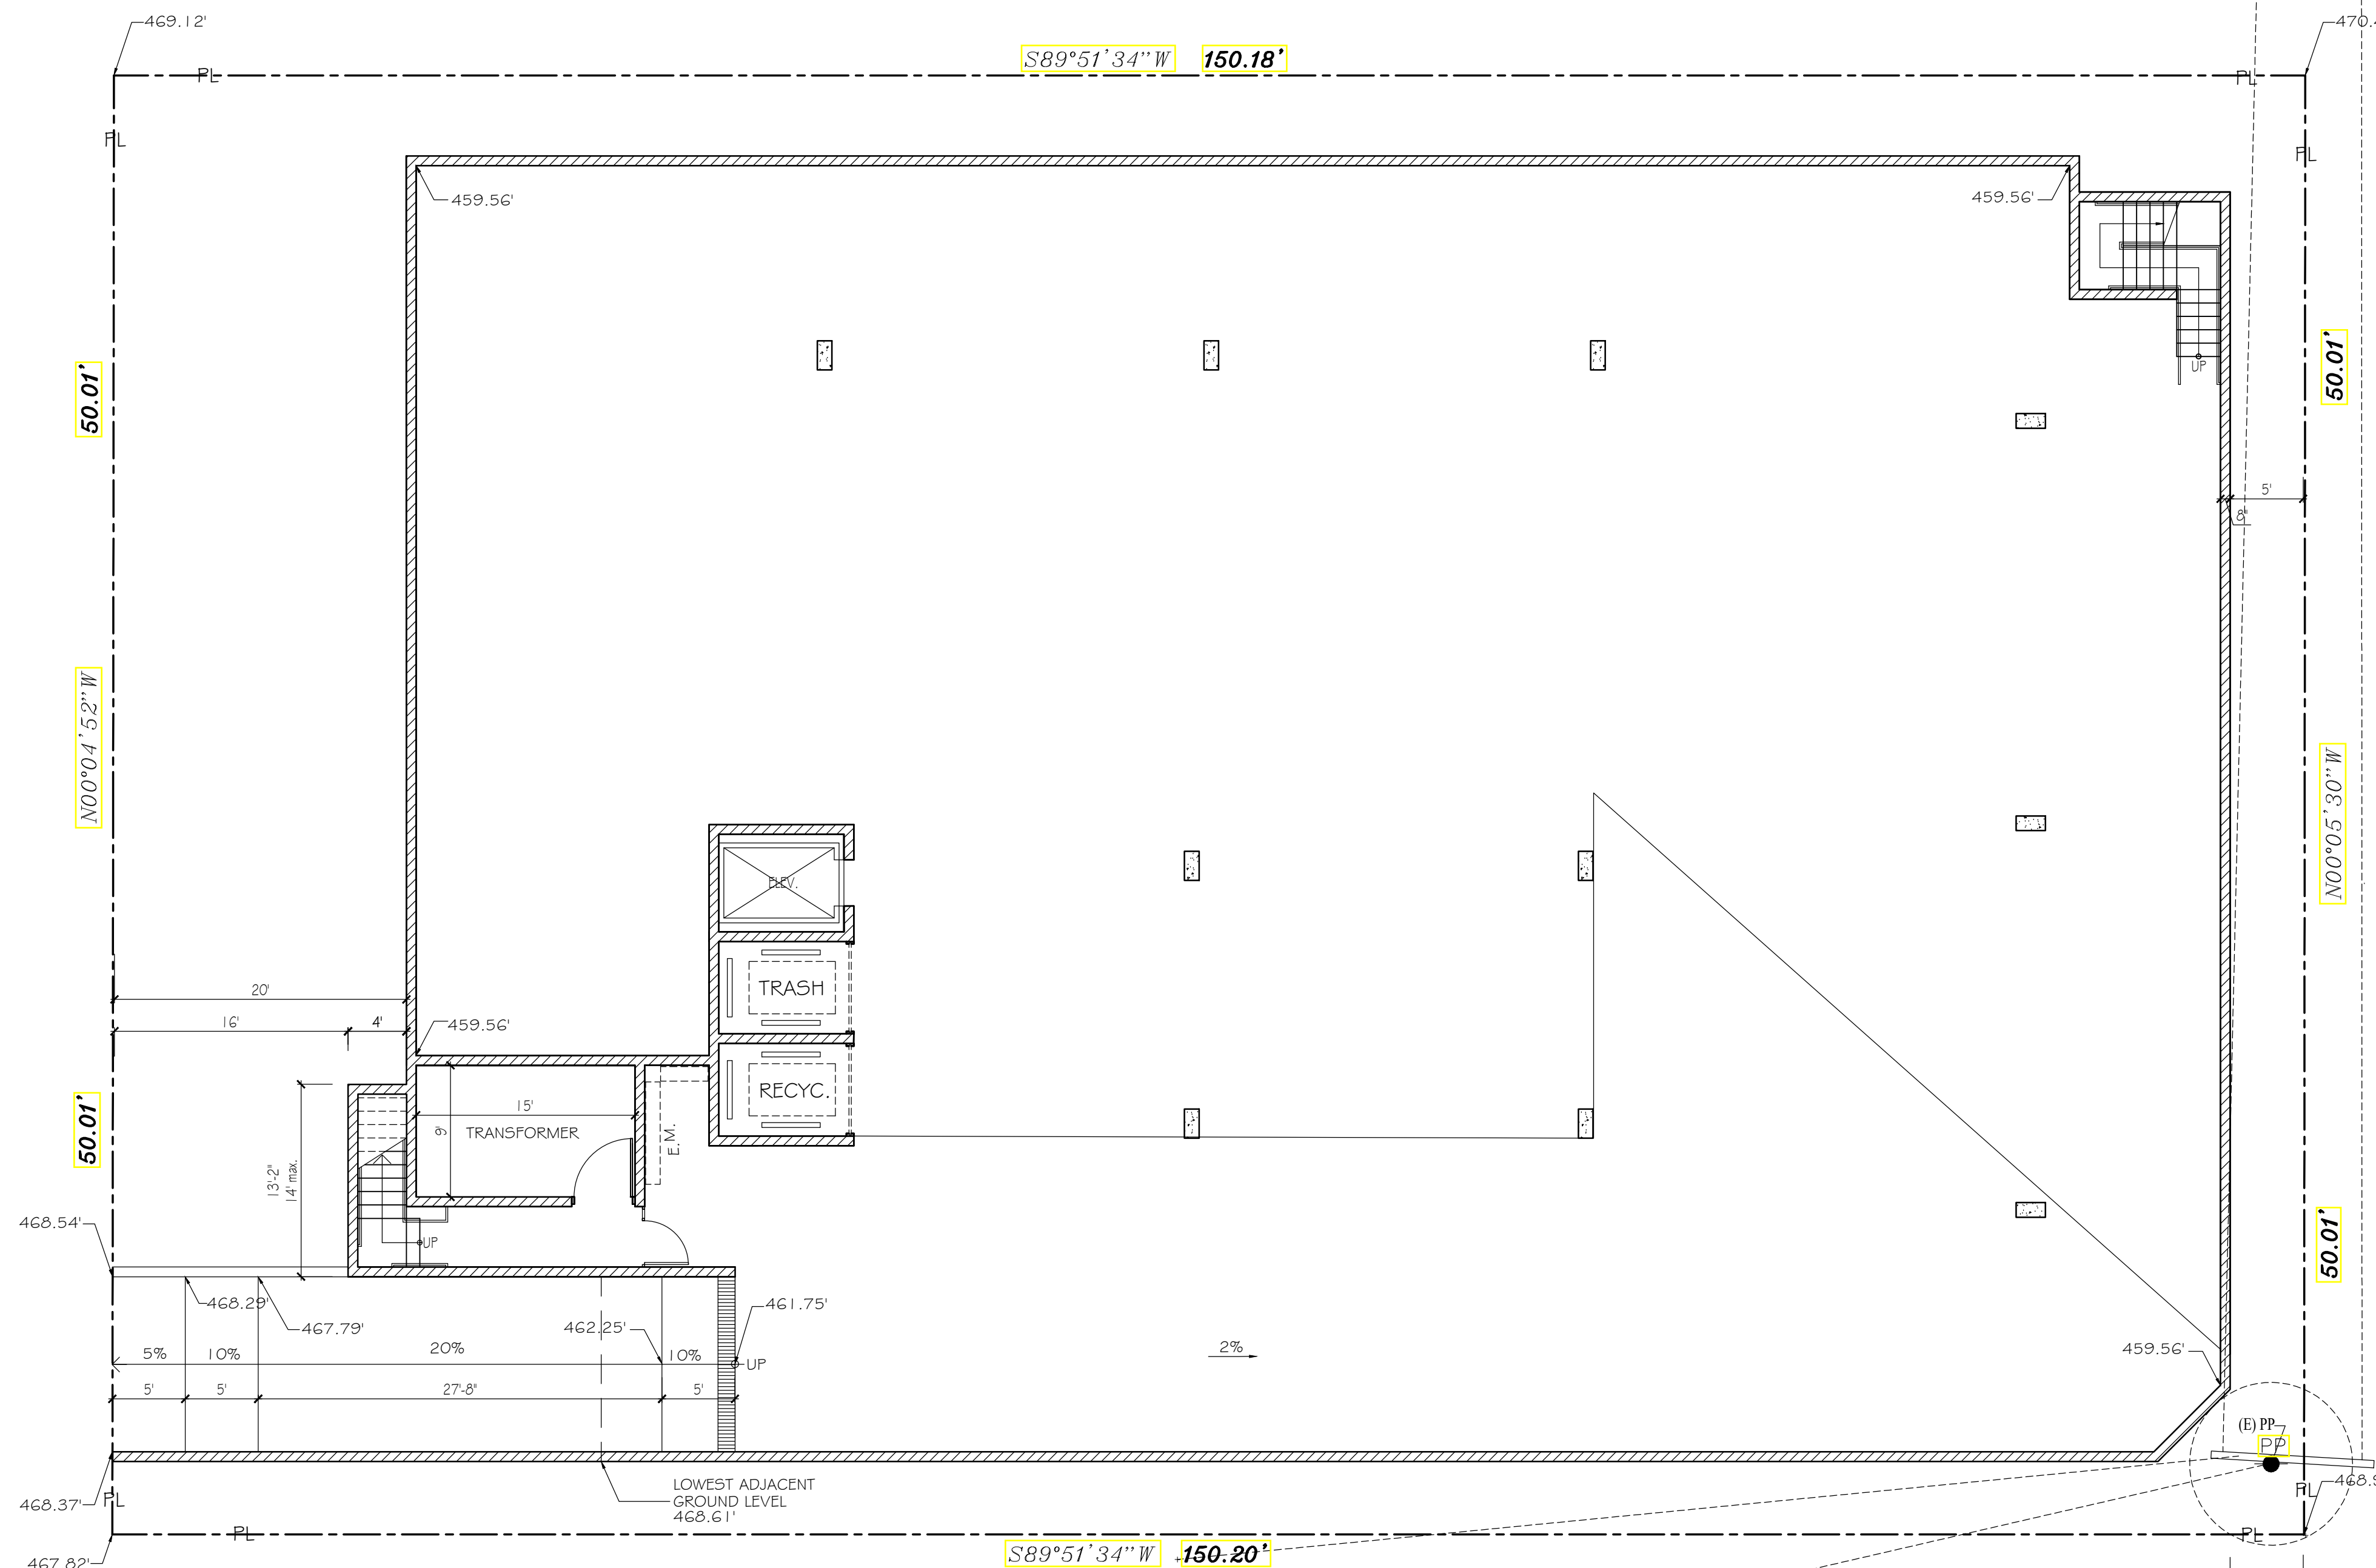 469.12'
470.4
S89°51'34"W 150.18'
PL
PL
PL
PL
459.56'
459.56'
UP
50.01'
50.01'
5'
8"
N00°04'52"W
N00°05'30"W
ELEV.
TRASH
20'
16'
4'
459.56'
RECYC.
50.01'
15'
9'
TRANSFORMER
E.M.
13'-2"
14' max.
468.54'
UP
50.01'
468.29'
467.79'
462.25'
461.75'
5%
10%
20%
10%
UP
2%
459.56'
5'
5'
27'-8"
5'
(E) PP
PP
LOWEST ADJACENT
GROUND LEVEL
468.61'
468.37'
PL
PL
468.9
PL
PL
467.82'
S89°51'34"W 150.20'